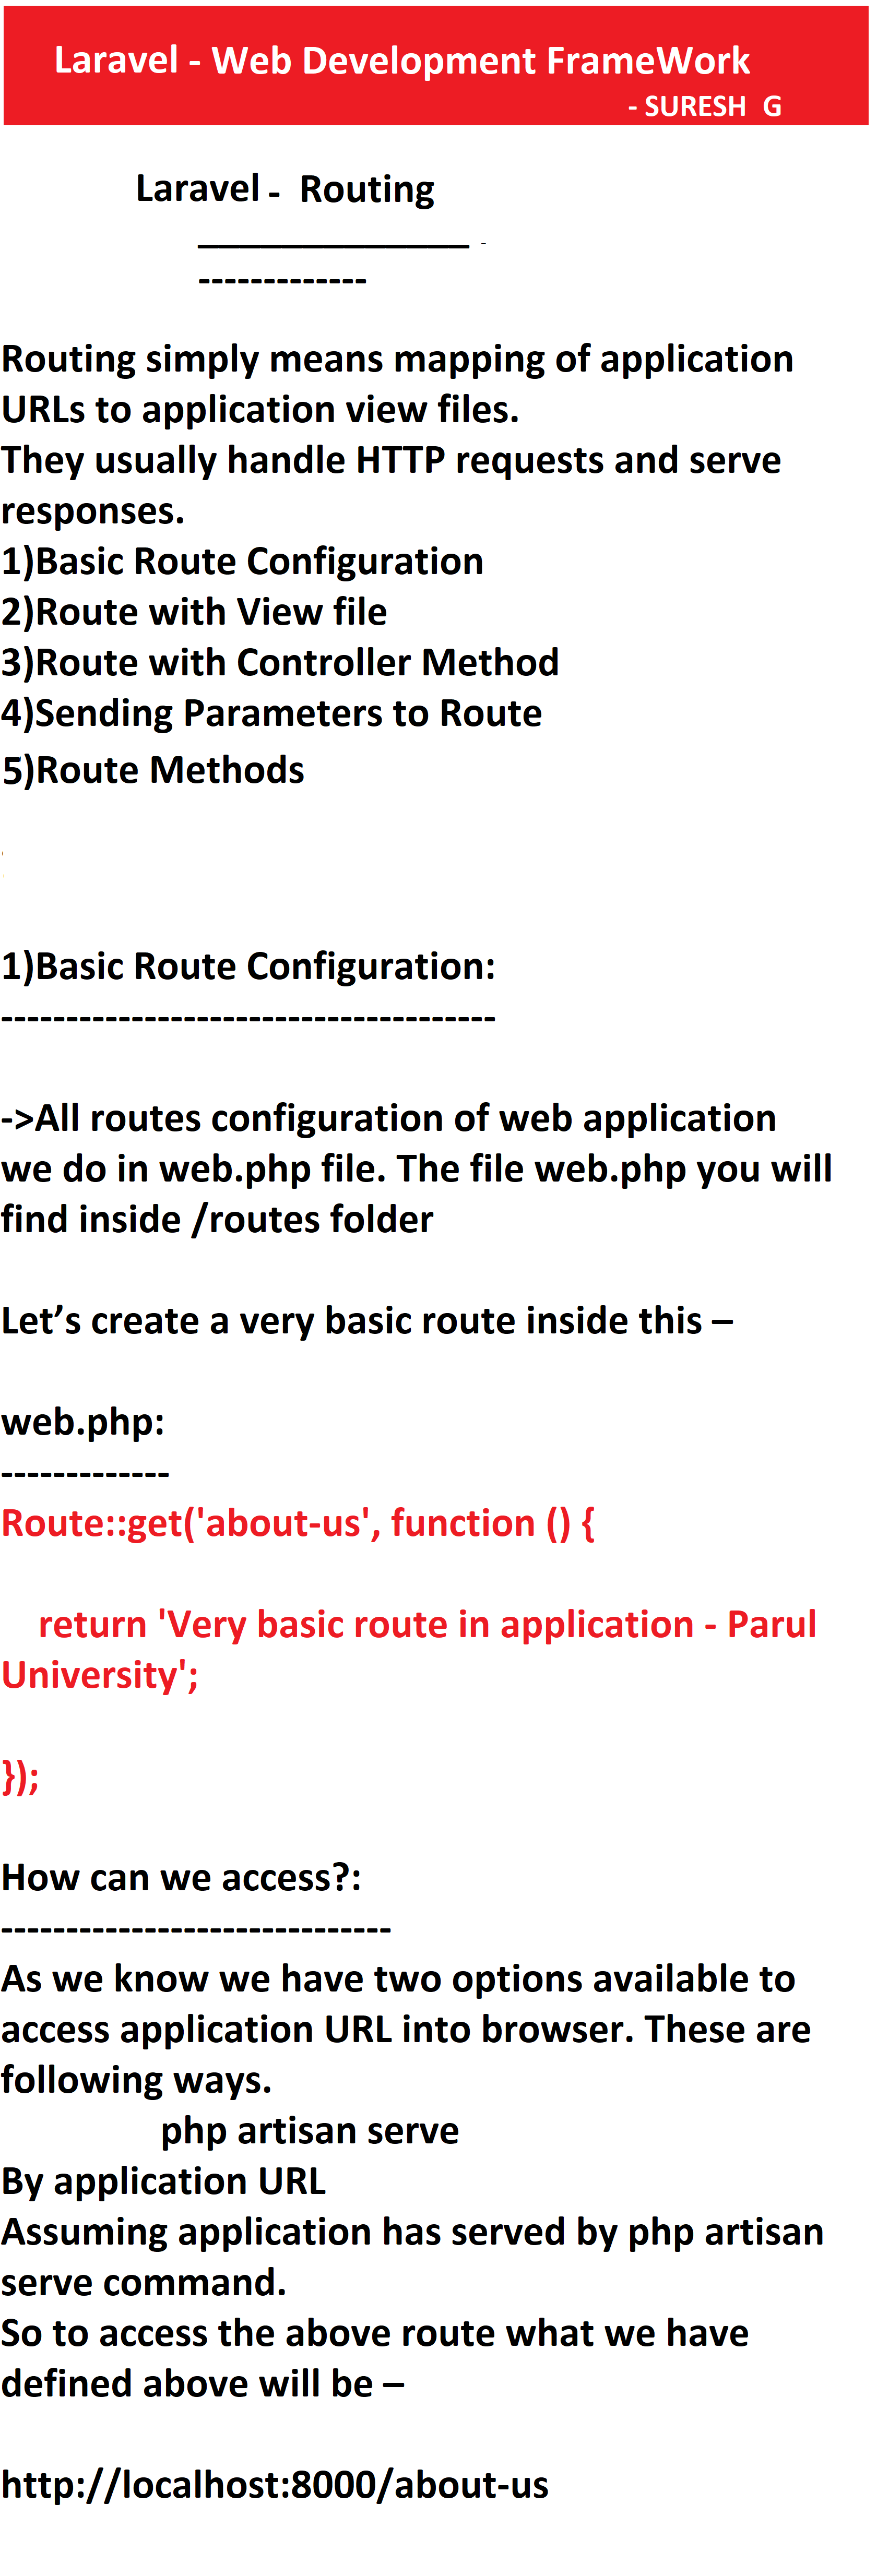 Laravel - Web Development FrameWork
- SURESH G
Laravel - Routing
_____________ -
-------------
Routing simply means mapping of application
URLs to application view files.
They usually handle HTTP requests and serve
responses.
1)Basic Route Configuration
2)Route with View file
3)Route with Controller Method
4)Sending Parameters to Route
5)Route Methods
1)Basic Route Configuration:
--------------------------------------
->All routes configuration of web application
we do in web.php file. The file web.php you will
find inside /routes folder
Let’s create a very basic route inside this –
web.php:
-------------
Route::get('about-us', function () {
return 'Very basic route in application - Parul
University';
});
How can we access?:
------------------------------
As we know we have two options available to
access application URL into browser. These are
following ways.
php artisan serve
By application URL
Assuming application has served by php artisan
serve command.
So to access the above route what we have
defined above will be –
http://localhost:8000/about-us